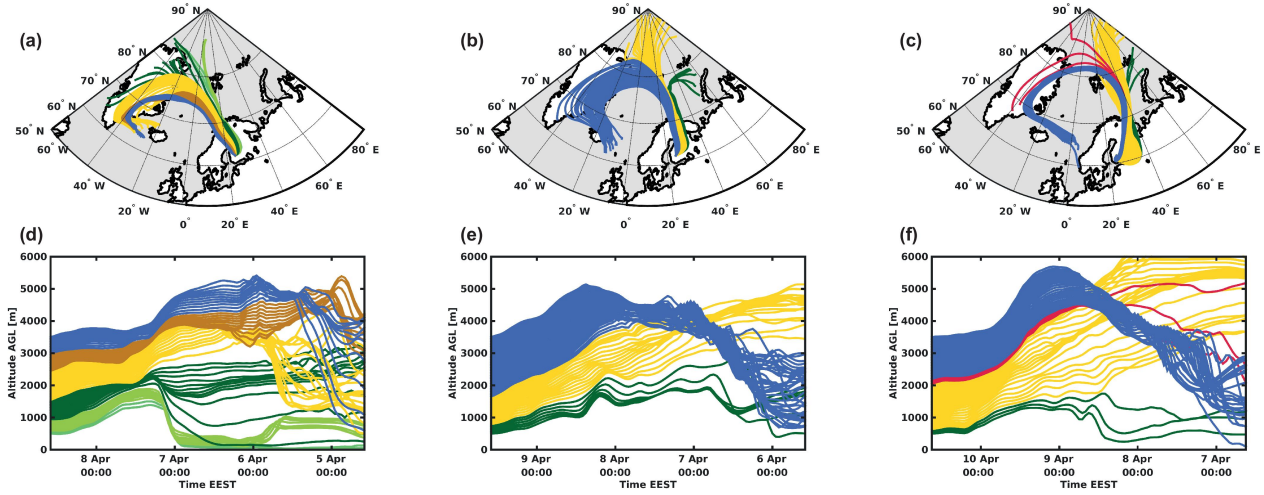 (a)
90° N
80° N
70° N
60° N
50° N
60° W
40° W
20° W
0°
20° E
40° E
60° E
80° E
(b)
90° N
80° N
70° N
60° N
50° N
60° W
40° W
20° W
0°
20° E
40° E
60° E
80° E
(c)
90° N
80° N
70° N
60° N
50° N
60° W
40° W
20° W
0°
20° E
40° E
60° E
80° E
(d)
Altitude AGL [m]
6000
5000
4000
3000
2000
1000
0
8 Apr 7 Apr 6 Apr 5 Apr
00:00 00:00 00:00 00:00
Time EEST
(e)
Altitude AGL [m]
6000
5000
4000
3000
2000
1000
0
9 Apr 8 Apr 7 Apr 6 Apr
00:00 00:00 00:00 00:00
Time EEST
(f)
Altitude AGL [m]
6000
5000
4000
3000
2000
1000
0
10 Apr 9 Apr 8 Apr 7 Apr
00:00 00:00 00:00 00:00
Time EEST